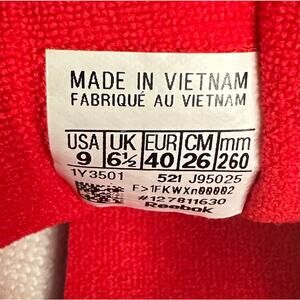 MADE IN VIETNAM
FABRIQUÉ AU VIETNAM
USA UK EUR CM mm
9 6½ 40 26 260
1Y3501 52I J95025
F>1FKWXn00002
#127811630
Reebok